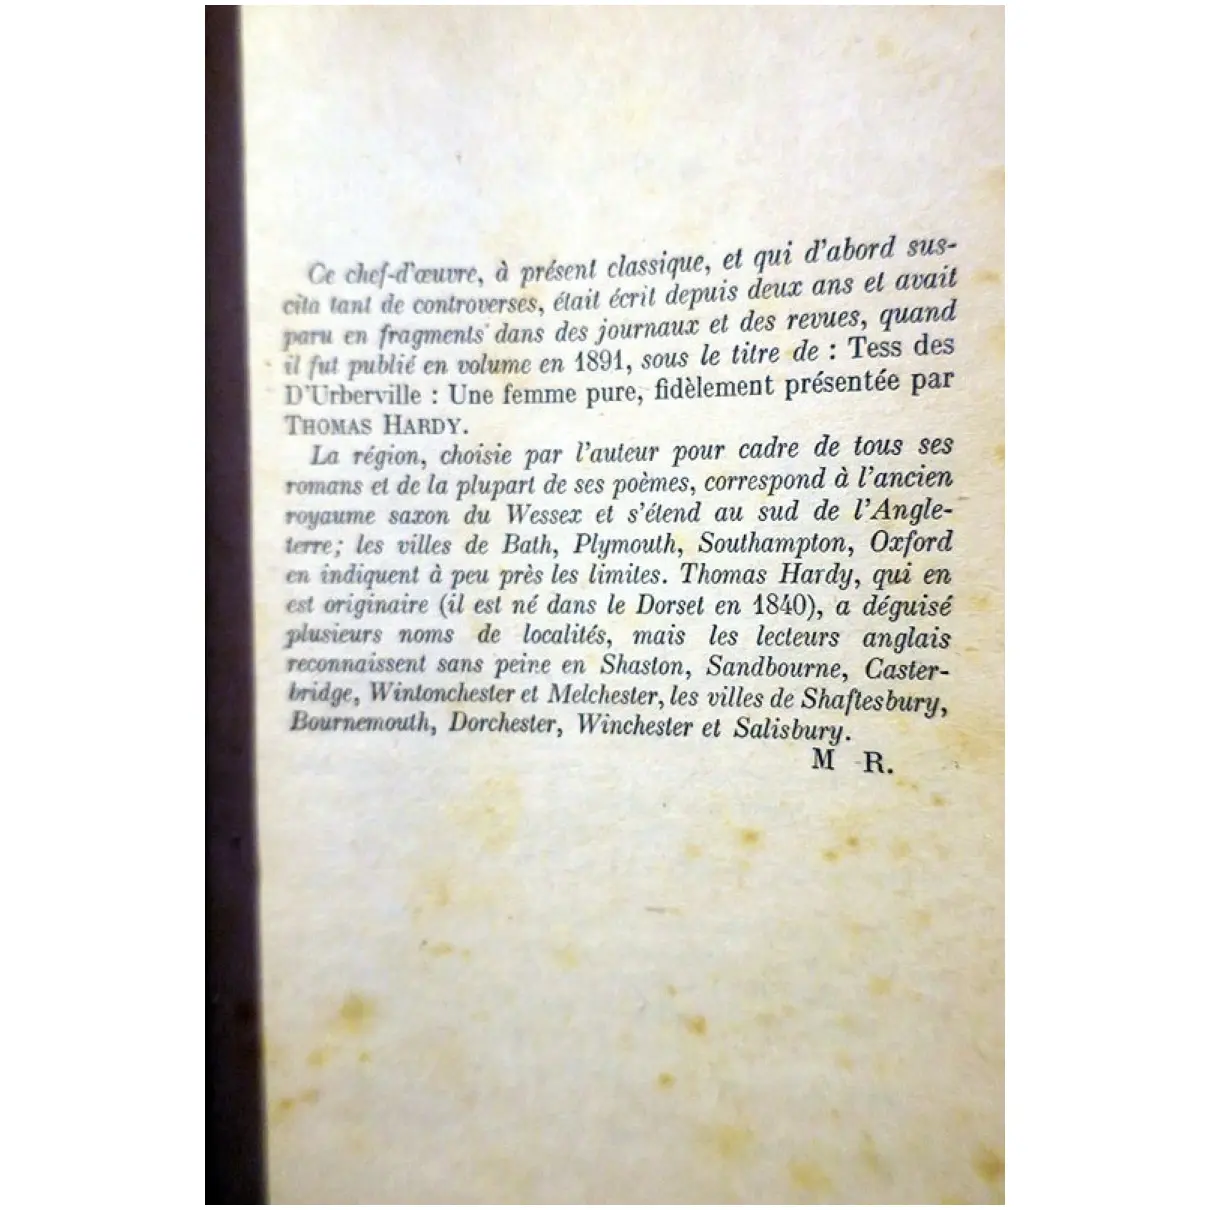 Ce chef-d'œuvre, à présent classique, et qui d'abord sus-
cita tant de controverses, était écrit depuis deux ans et avait
paru en fragments dans des journaux et des revues, quand
il fut publié en volume en 1891, sous le titre de : Tess des
D'Urberville : Une femme pure, fidèlement présentée par
THOMAS HARDY.
La région, choisie par l'auteur pour cadre de tous ses
romans et de la plupart de ses poèmes, correspond à l'ancien
royaume saxon du Wessex et s'étend au sud de l'Angle-
terre; les villes de Bath, Plymouth, Southampton, Oxford
en indiquent à peu près les limites. Thomas Hardy, qui en
est originaire (il est né dans le Dorset en 1840), a déguisé
plusieurs noms de localités, mais les lecteurs anglais
reconnaissent sans peine en Shaston, Sandbourne, Caster-
bridge, Wintonchester et Melchester, les villes de Shaftesbury,
Bournemouth, Dorchester, Winchester et Salisbury.
M R.